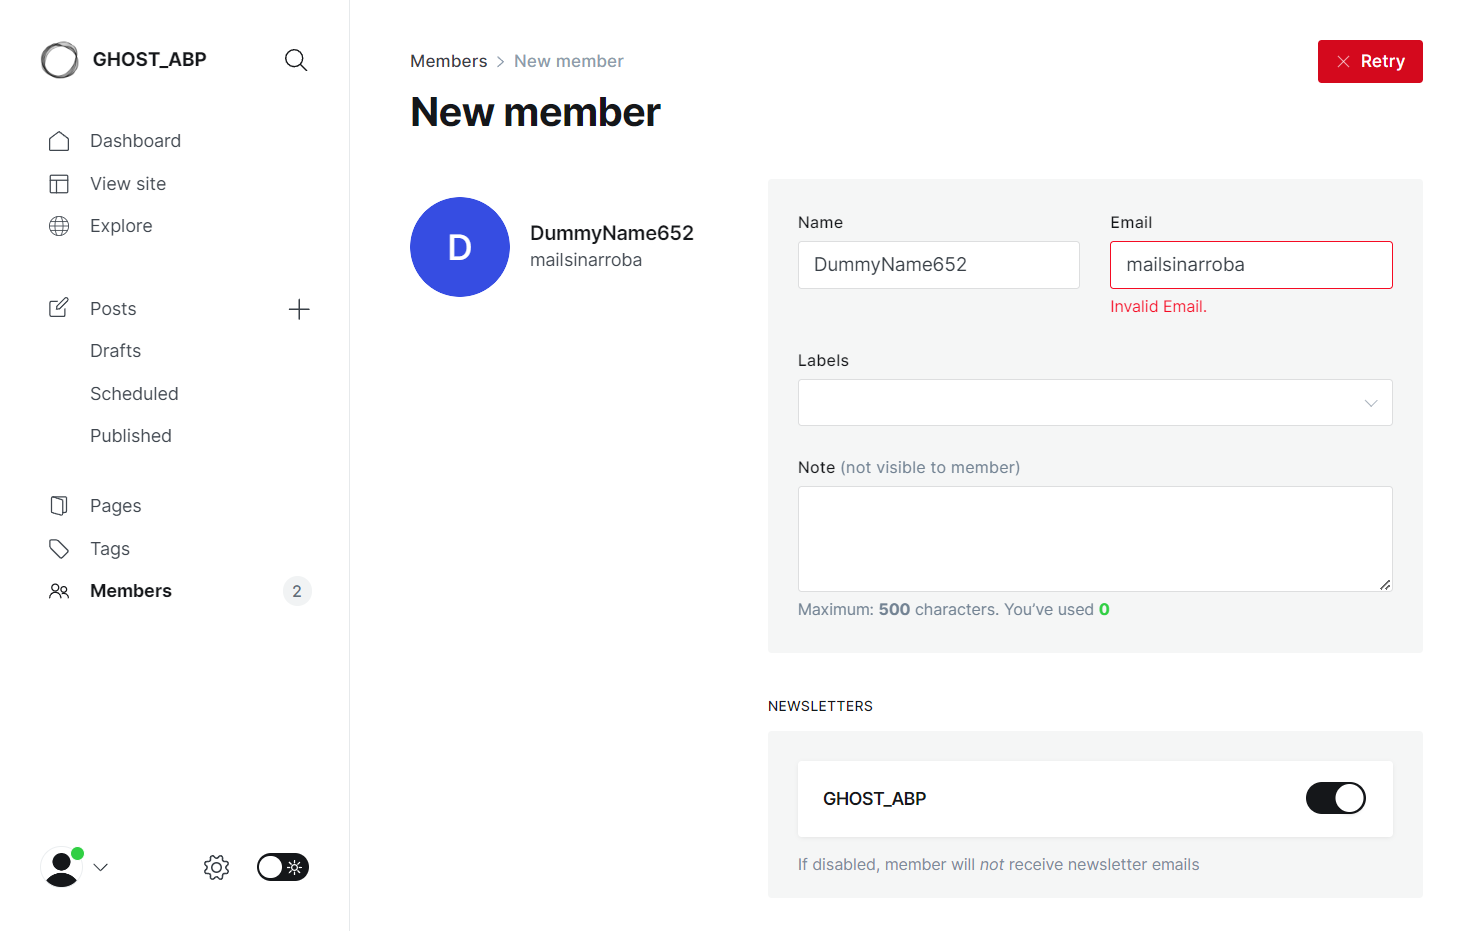 GHOST_ABP
Dashboard
View site
Explore
Posts
Drafts
Scheduled
Published
Pages
Tags
Members
2
Members > New member
Retry
New member
D
DummyName652
mailsinarroba
Name
DummyName652
Email
mailsinarroba
Invalid Email.
Labels
Note (not visible to member)
Maximum: 500 characters. You've used 0
NEWSLETTERS
GHOST_ABP
If disabled, member will not receive newsletter emails